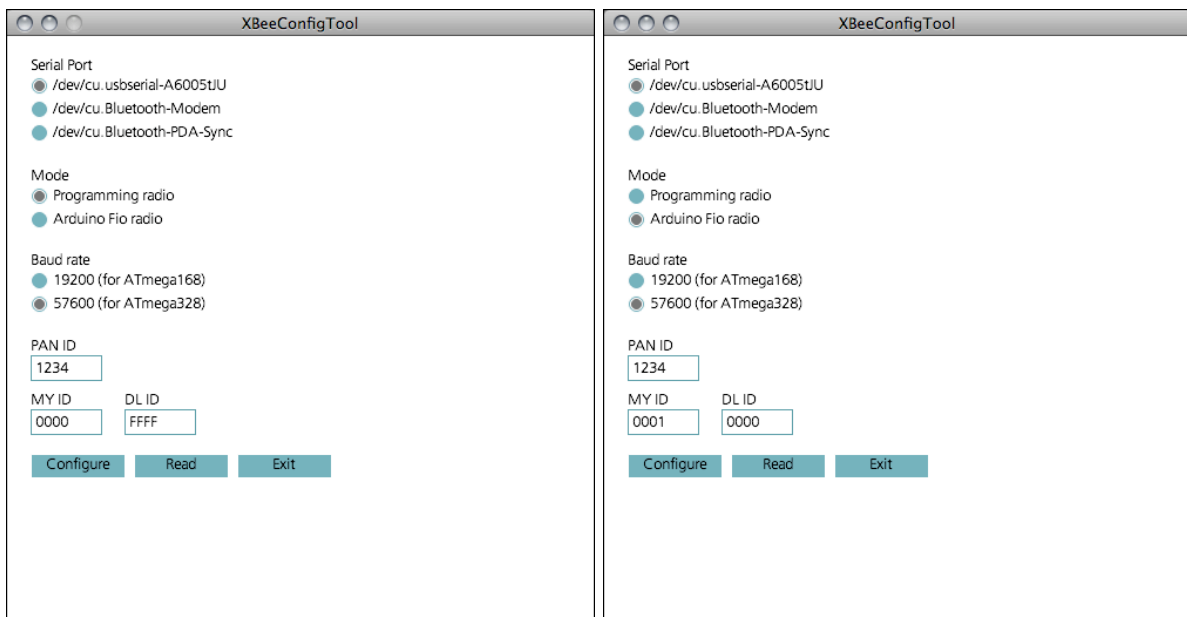 XBeeConfigTool
Serial Port
/dev/cu.usbserial-A6005tJU
/dev/cu.Bluetooth-Modem
/dev/cu.Bluetooth-PDA-Sync
Mode
Programming radio
Arduino Fio radio
Baud rate
19200 (for ATmega168)
57600 (for ATmega328)
PAN ID
1234
MY ID DL ID
0000 FFFF
Configure Read Exit
XBeeConfigTool
Serial Port
/dev/cu.usbserial-A6005tJU
/dev/cu.Bluetooth-Modem
/dev/cu.Bluetooth-PDA-Sync
Mode
Programming radio
Arduino Fio radio
Baud rate
19200 (for ATmega168)
57600 (for ATmega328)
PAN ID
1234
MY ID DL ID
0001 0000
Configure Read Exit